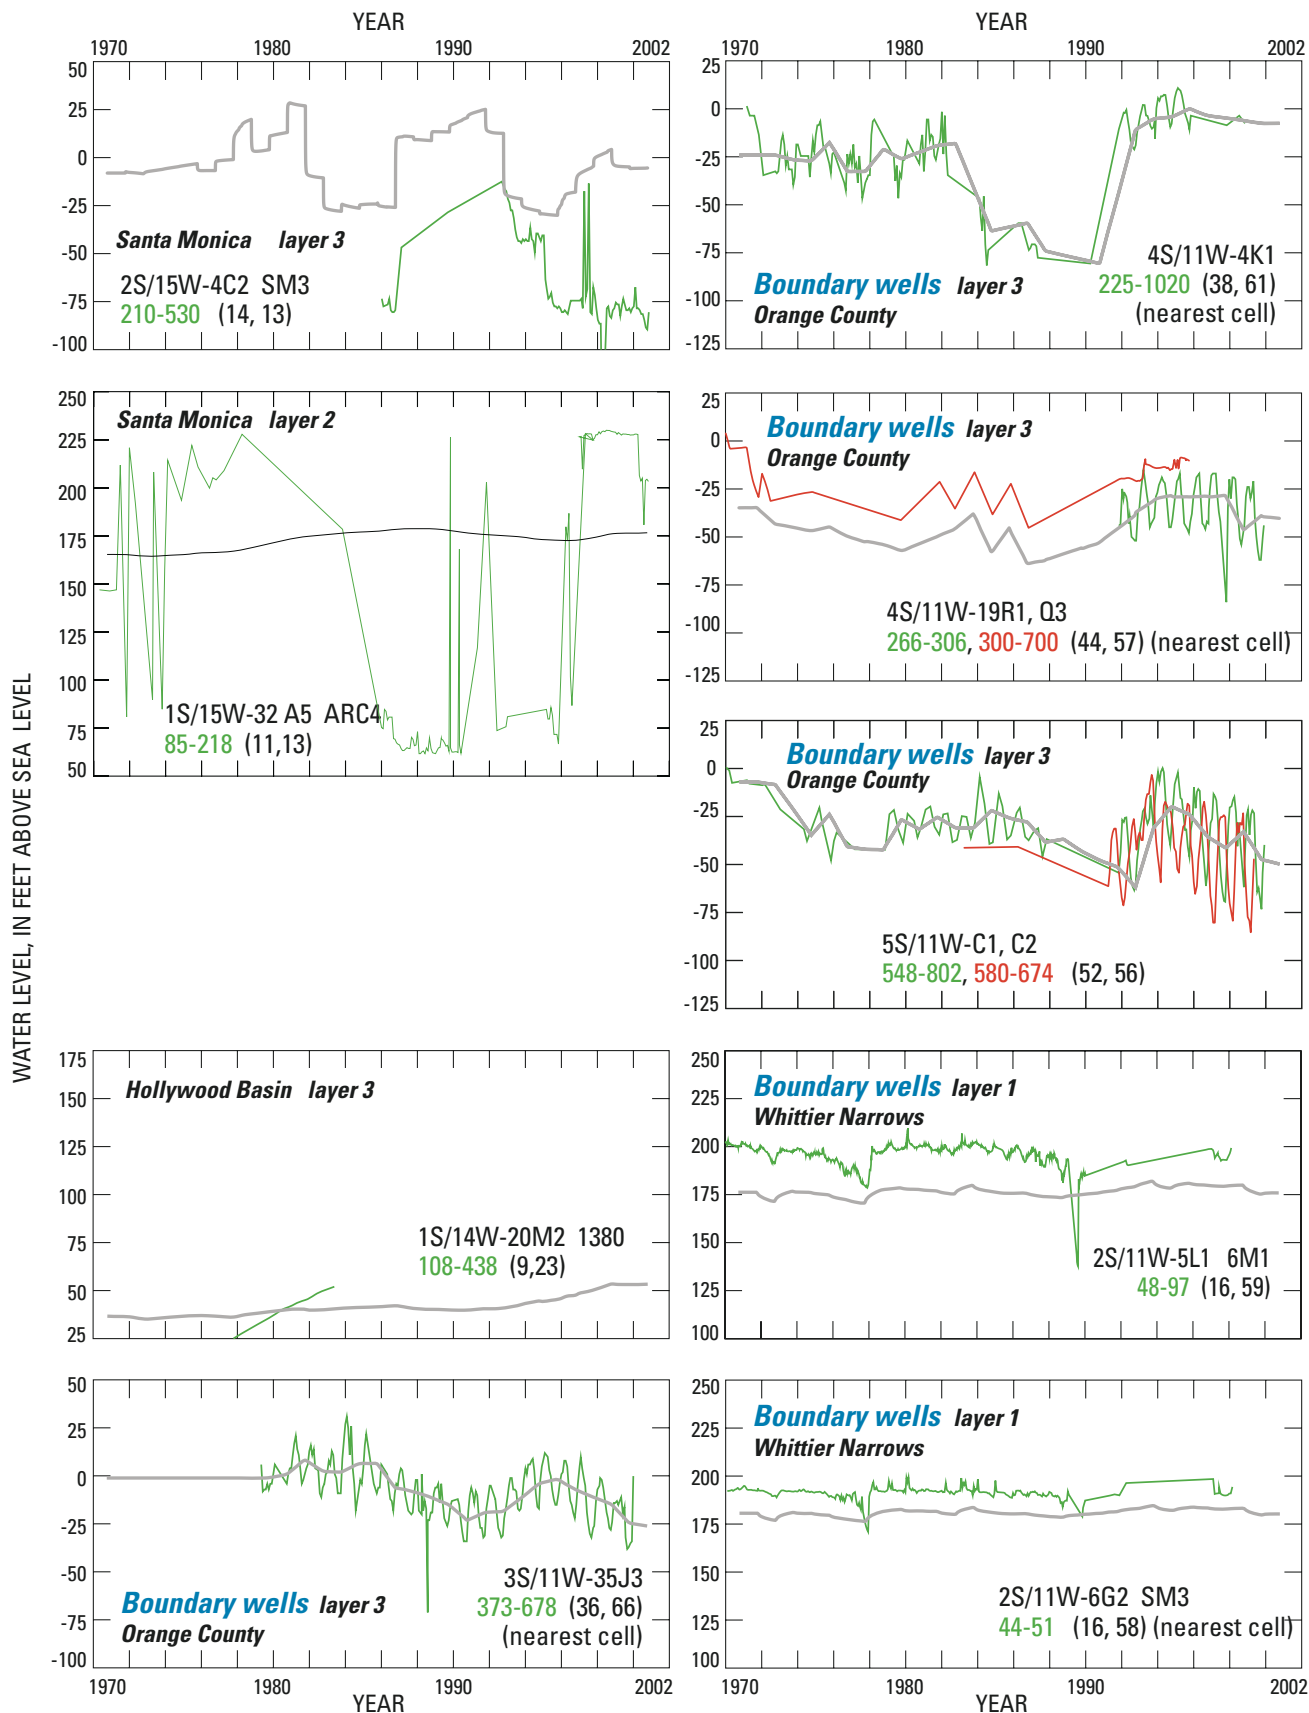 YEAR
1970 1980 1990 2002
50
25
0
-25
-50
-75
-100
Santa Monica layer 3
2S/15W-4C2 SM3
210-530 (14, 13)
250
225
200
175
150
125
100
75
50
Santa Monica layer 2
1S/15W-32 A5 ARC4
85-218 (11,13)
WATER LEVEL, IN FEET ABOVE SEA LEVEL
175
150
125
100
75
50
25
Hollywood Basin layer 3
1S/14W-20M2 1380
108-438 (9,23)
50
25
0
-25
-50
-75
-100
3S/11W-35J3
373-678 (36, 66)
(nearest cell)
Boundary wells layer 3
Orange County
1970 1980 1990 2002
YEAR
YEAR
1970 1980 1990 2002
25
0
-25
-50
-75
-100
-125
4S/11W-4K1
225-1020 (38, 61)
(nearest cell)
Boundary wells layer 3
Orange County
25
0
-25
-50
-75
-100
-125
Boundary wells layer 3
Orange County
4S/11W-19R1, Q3
266-306, 300-700 (44, 57) (nearest cell)
25
0
-25
-50
-75
-100
-125
Boundary wells layer 3
Orange County
5S/11W-C1, C2
548-802, 580-674 (52, 56)
250
225
200
175
150
125
100
Boundary wells layer 1
Whittier Narrows
2S/11W-5L1 6M1
48-97 (16, 59)
250
225
200
175
150
125
100
Boundary wells layer 1
Whittier Narrows
2S/11W-6G2 SM3
44-51 (16, 58) (nearest cell)
1970 1980 1990 2002
YEAR